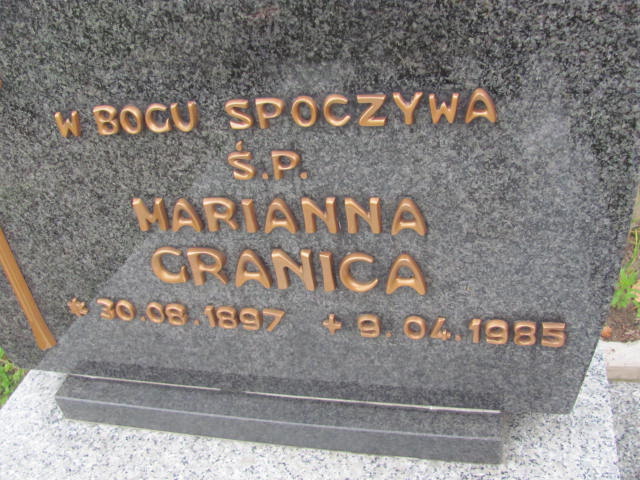 W BOGU SPOCZYWA
Ś.P.
MARIANNA
GRANICA
* 30.08.1897 + 9.04.1985